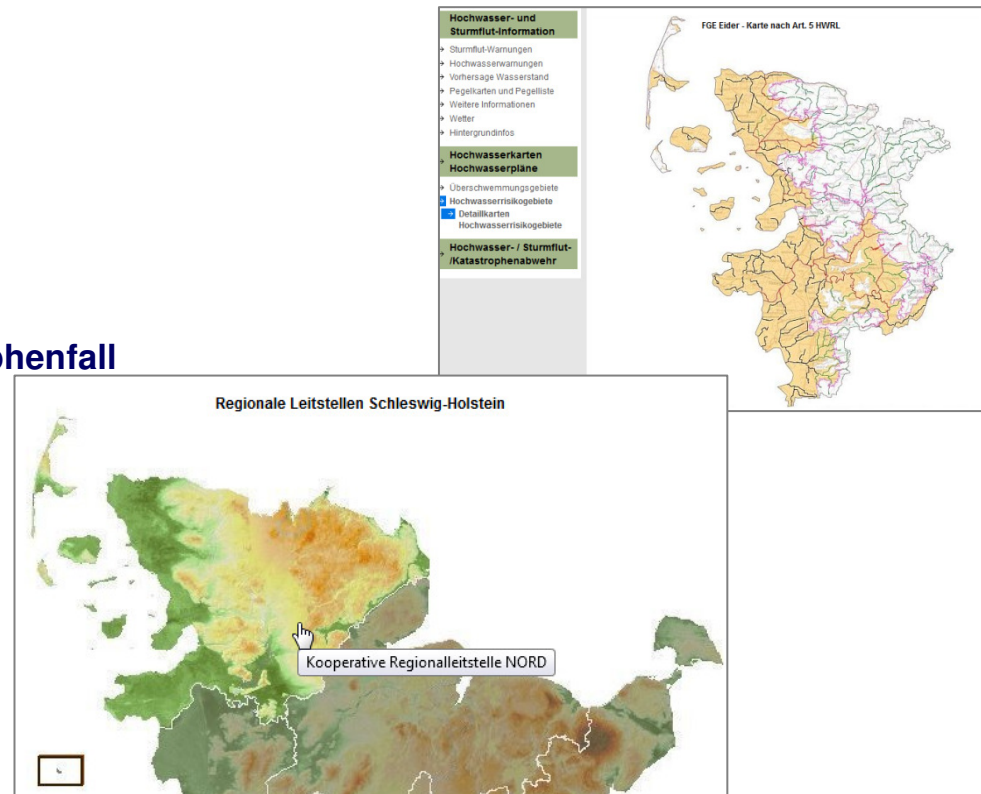 Hochwasser- und
Sturmflut-Information
Sturmflut-Warnungen
Hochwasserwarnungen
Vorhersage Wasserstand
Pegelkarten und Pegelliste
Weitere Informationen
Wetter
Hintergrundinfos
Hochwasserkarten
Hochwasserpläne
Überschwemmungsgebiete
Hochwasserrisikogebiete
Detailkarten
Hochwasserrisikogebiete
Hochwasser- / Sturmflut-
/Katastrophenabwehr
FGE Eider - Karte nach Art. 5 HWRL
ohenfall
Regionale Leitstellen Schleswig-Holstein
Kooperative Regionalleitstelle NORD